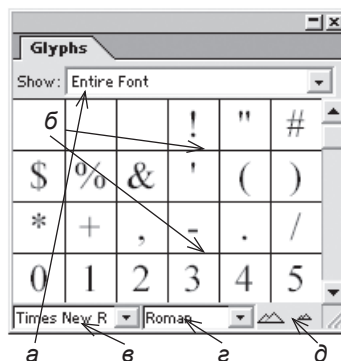 Glyphs
Show: Entire Font
б
! " #
$ % & ' ( )
* + , - . /
0 1 2 3 4 5
Times New R Roman
а в г д